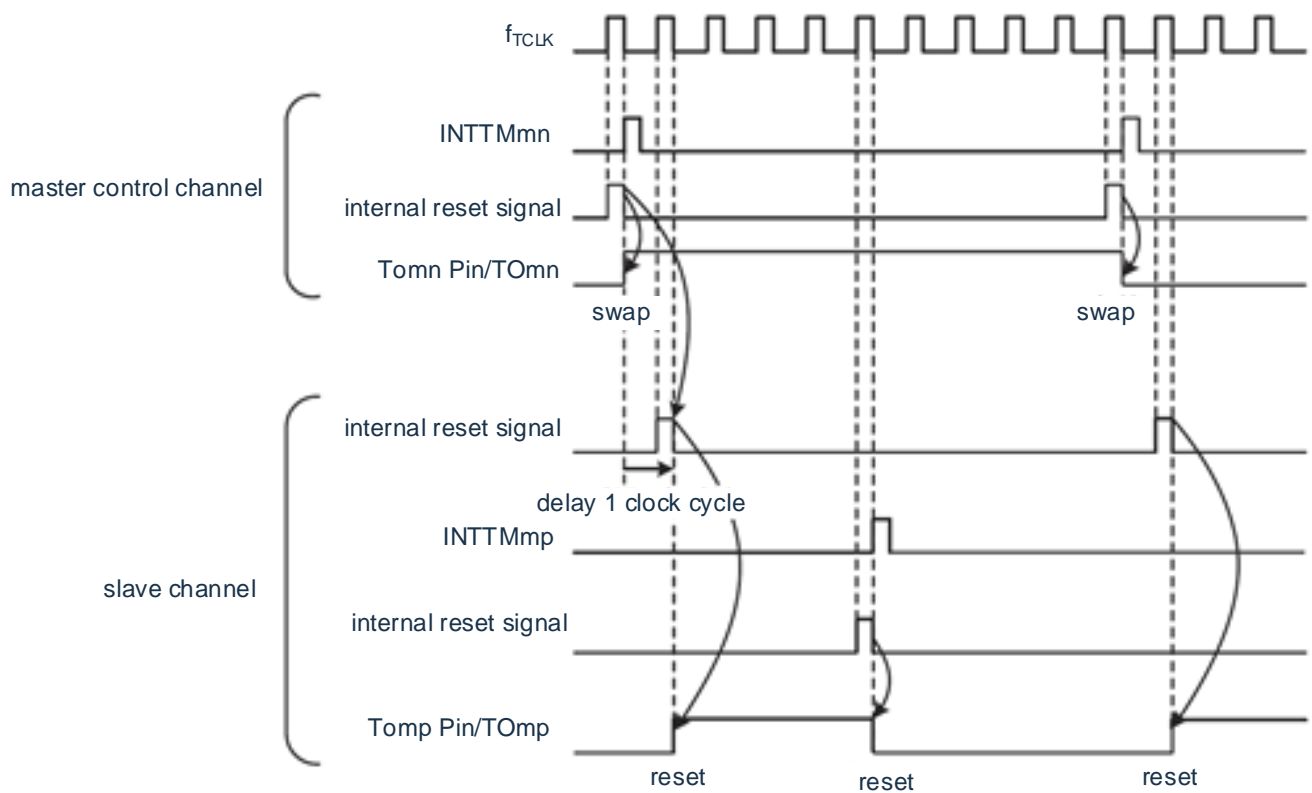 fTCLK
INTTMmn
master control channel
internal reset signal
Tomn Pin/TOmn
swap
swap
internal reset signal
delay 1 clock cycle
INTTMmp
slave channel
internal reset signal
Tomp Pin/TOmp
reset
reset
reset